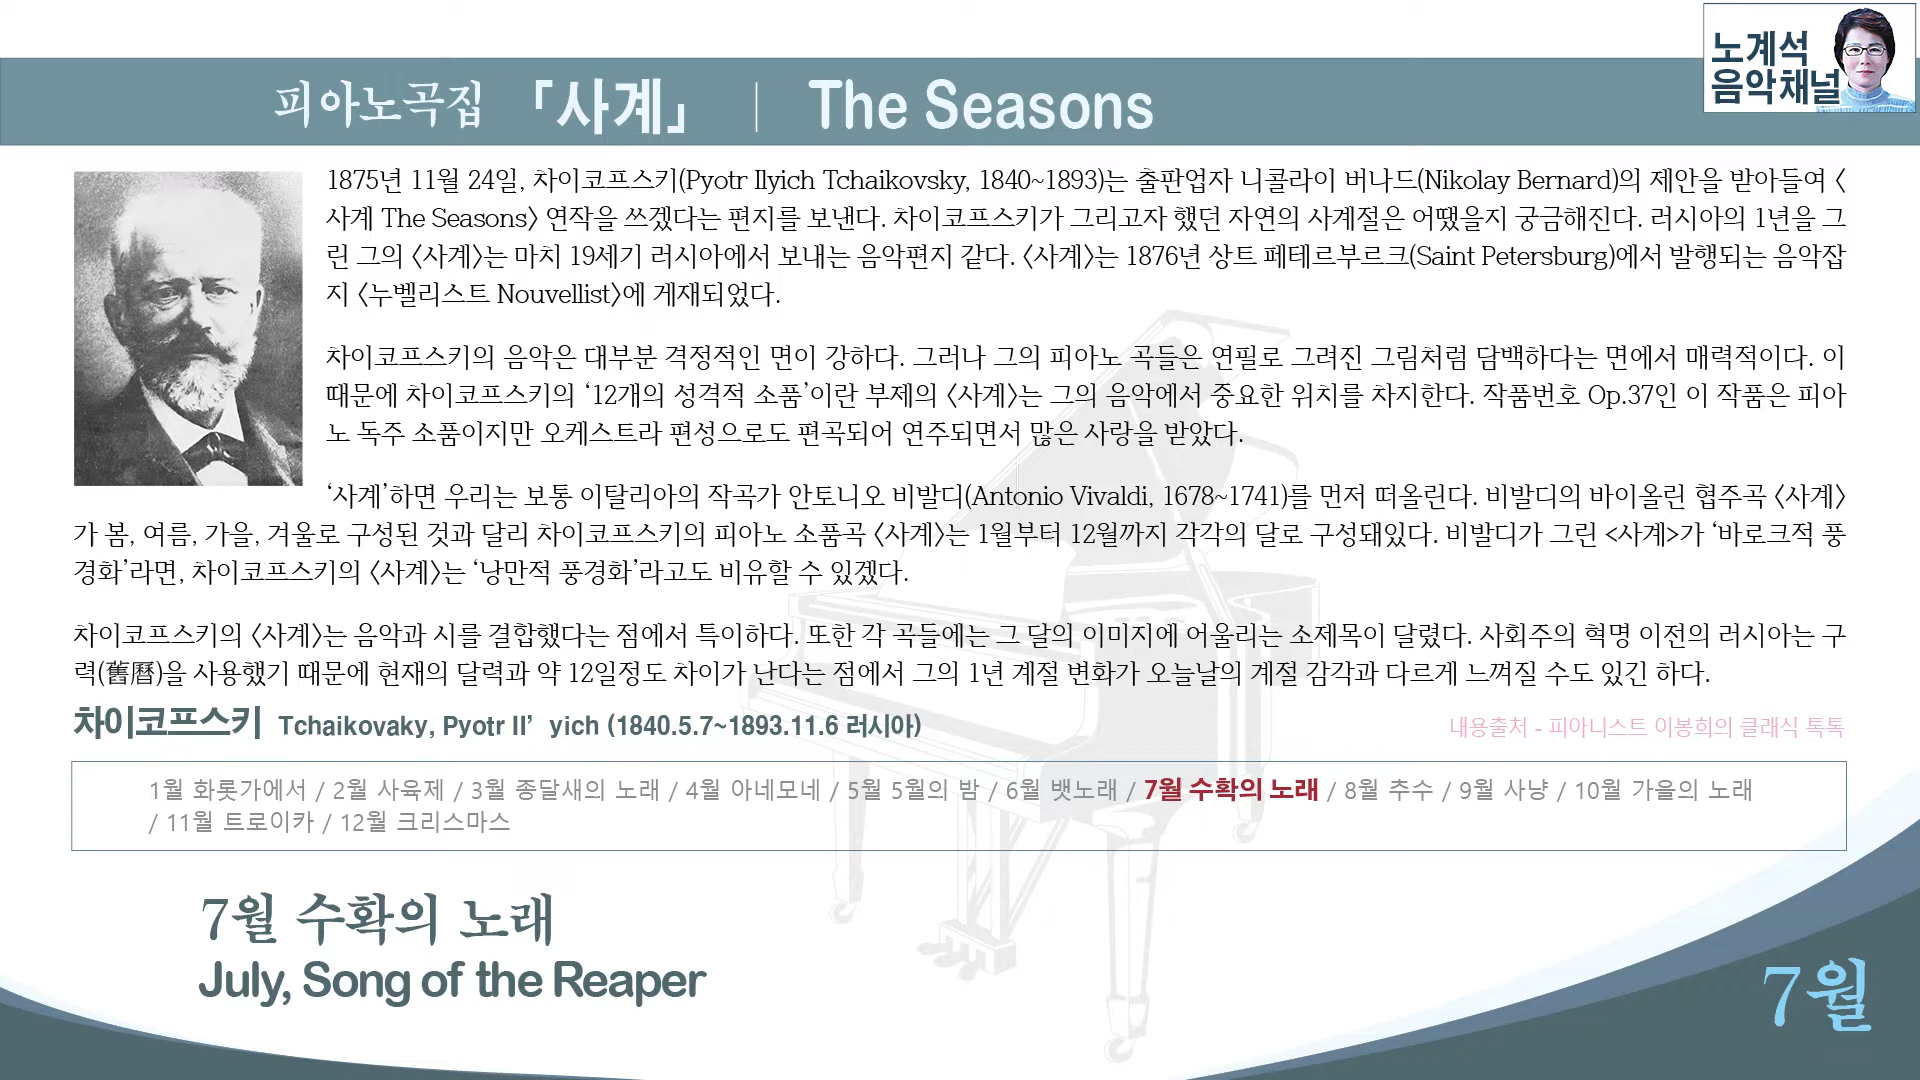 노계석
음악채널
피아노곡집 「사계」 | The Seasons
1875년 11월 24일, 차이코프스키(Pyotr Ilyich Tchaikovsky, 1840~1893)는 출판업자 니콜라이 버나드(Nikolay Bernard)의 제안을 받아들여 〈
사계 The Seasons〉 연작을 쓰겠다는 편지를 보낸다. 차이코프스키가 그리고자 했던 자연의 사계절은 어땠을지 궁금해진다. 러시아의 1년을 그
린 그의 〈사계〉는 마치 19세기 러시아에서 보내는 음악편지 같다. 〈사계〉는 1876년 상트 페테르부르크(Saint Petersburg)에서 발행되는 음악잡
지 〈누벨리스트 Nouvellist〉에 게재되었다.
차이코프스키의 음악은 대부분 격정적인 면이 강하다. 그러나 그의 피아노 곡들은 연필로 그려진 그림처럼 담백하다는 면에서 매력적이다. 이
때문에 차이코프스키의 ‘12개의 성격적 소품’이란 부제의 〈사계〉는 그의 음악에서 중요한 위치를 차지한다. 작품번호 Op.37인 이 작품은 피아
노 독주 소품이지만 오케스트라 편성으로도 편곡되어 연주되면서 많은 사랑을 받았다.
‘사계’하면 우리는 보통 이탈리아의 작곡가 안토니오 비발디(Antonio Vivaldi, 1678~1741)를 먼저 떠올린다. 비발디의 바이올린 협주곡 〈사계〉
가 봄, 여름, 가을, 겨울로 구성된 것과 달리 차이코프스키의 피아노 소품곡 〈사계〉는 1월부터 12월까지 각각의 달로 구성돼있다. 비발디가 그린 <사계>가 ‘바로크적 풍
경화’라면, 차이코프스키의 〈사계〉는 ‘낭만적 풍경화’라고도 비유할 수 있겠다.
차이코프스키의 〈사계〉는 음악과 시를 결합했다는 점에서 특이하다. 또한 각 곡들에는 그 달의 이미지에 어울리는 소제목이 달렸다. 사회주의 혁명 이전의 러시아는 구
력(舊曆)을 사용했기 때문에 현재의 달력과 약 12일정도 차이가 난다는 점에서 그의 1년 계절 변화가 오늘날의 계절 감각과 다르게 느껴질 수도 있긴 하다.
차이코프스키 Tchaikovaky, Pyotr Il’yich (1840.5.7~1893.11.6 러시아)
내용출처 - 피아니스트 이봉희의 클래식 톡톡
1월 화롯가에서 / 2월 사육제 / 3월 종달새의 노래 / 4월 아네모네 / 5월 5월의 밤 / 6월 뱃노래 / 7월 수확의 노래 / 8월 추수 / 9월 사냥 / 10월 가을의 노래
/ 11월 트로이카 / 12월 크리스마스
7월 수확의 노래
July, Song of the Reaper
7월